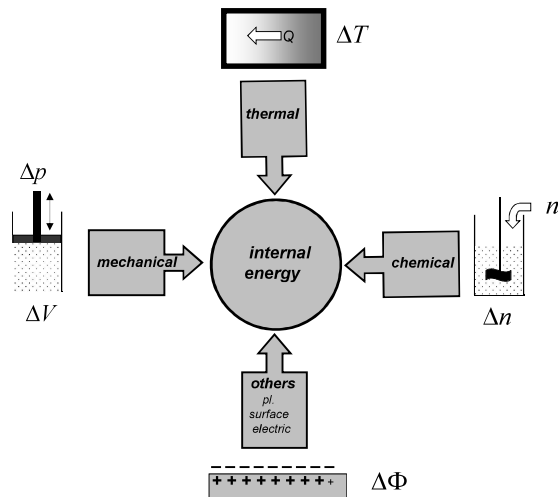 Q
ΔT
thermal
Δp
n
mechanical
internal
energy
chemical
ΔV
Δn
others
pl.
surface
electric
− − − − − − − − −
+ + + + + + + + +
ΔΦ